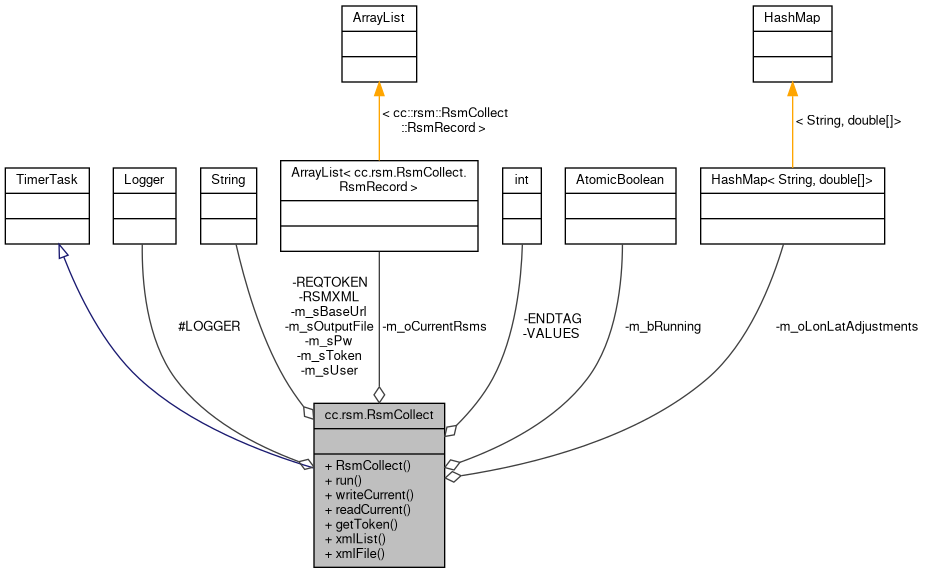 ArrayList
HashMap
< cc::rsm::RsmCollect
::RsmRecord >
< String, double[]>
TimerTask
Logger
String
ArrayList< cc.rsm.RsmCollect.
RsmRecord >
int
AtomicBoolean
HashMap< String, double[]>
#LOGGER
-REQTOKEN
-RSMXML
-m_sBaseUrl
-m_sOutputFile
-m_sPw
-m_sToken
-m_sUser
-m_oCurrentRsms
-ENDTAG
-VALUES
-m_bRunning
-m_oLonLatAdjustments
cc.rsm.RsmCollect
+ RsmCollect()
+ run()
+ writeCurrent()
+ readCurrent()
+ getToken()
+ xmlList()
+ xmlFile()